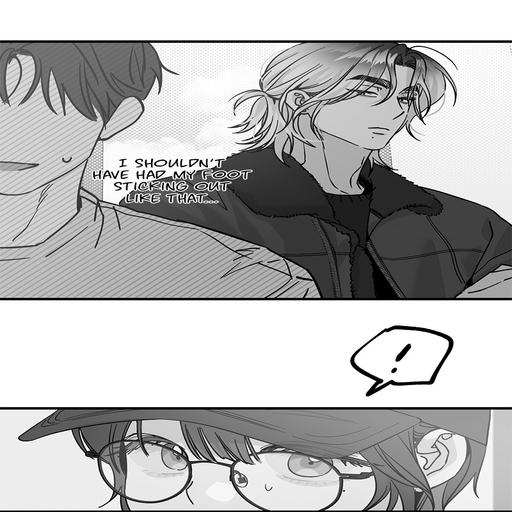 I SHOULDN'T
HAVE HAD MY FOOT
STICKING OUT
LIKE THAT...
!